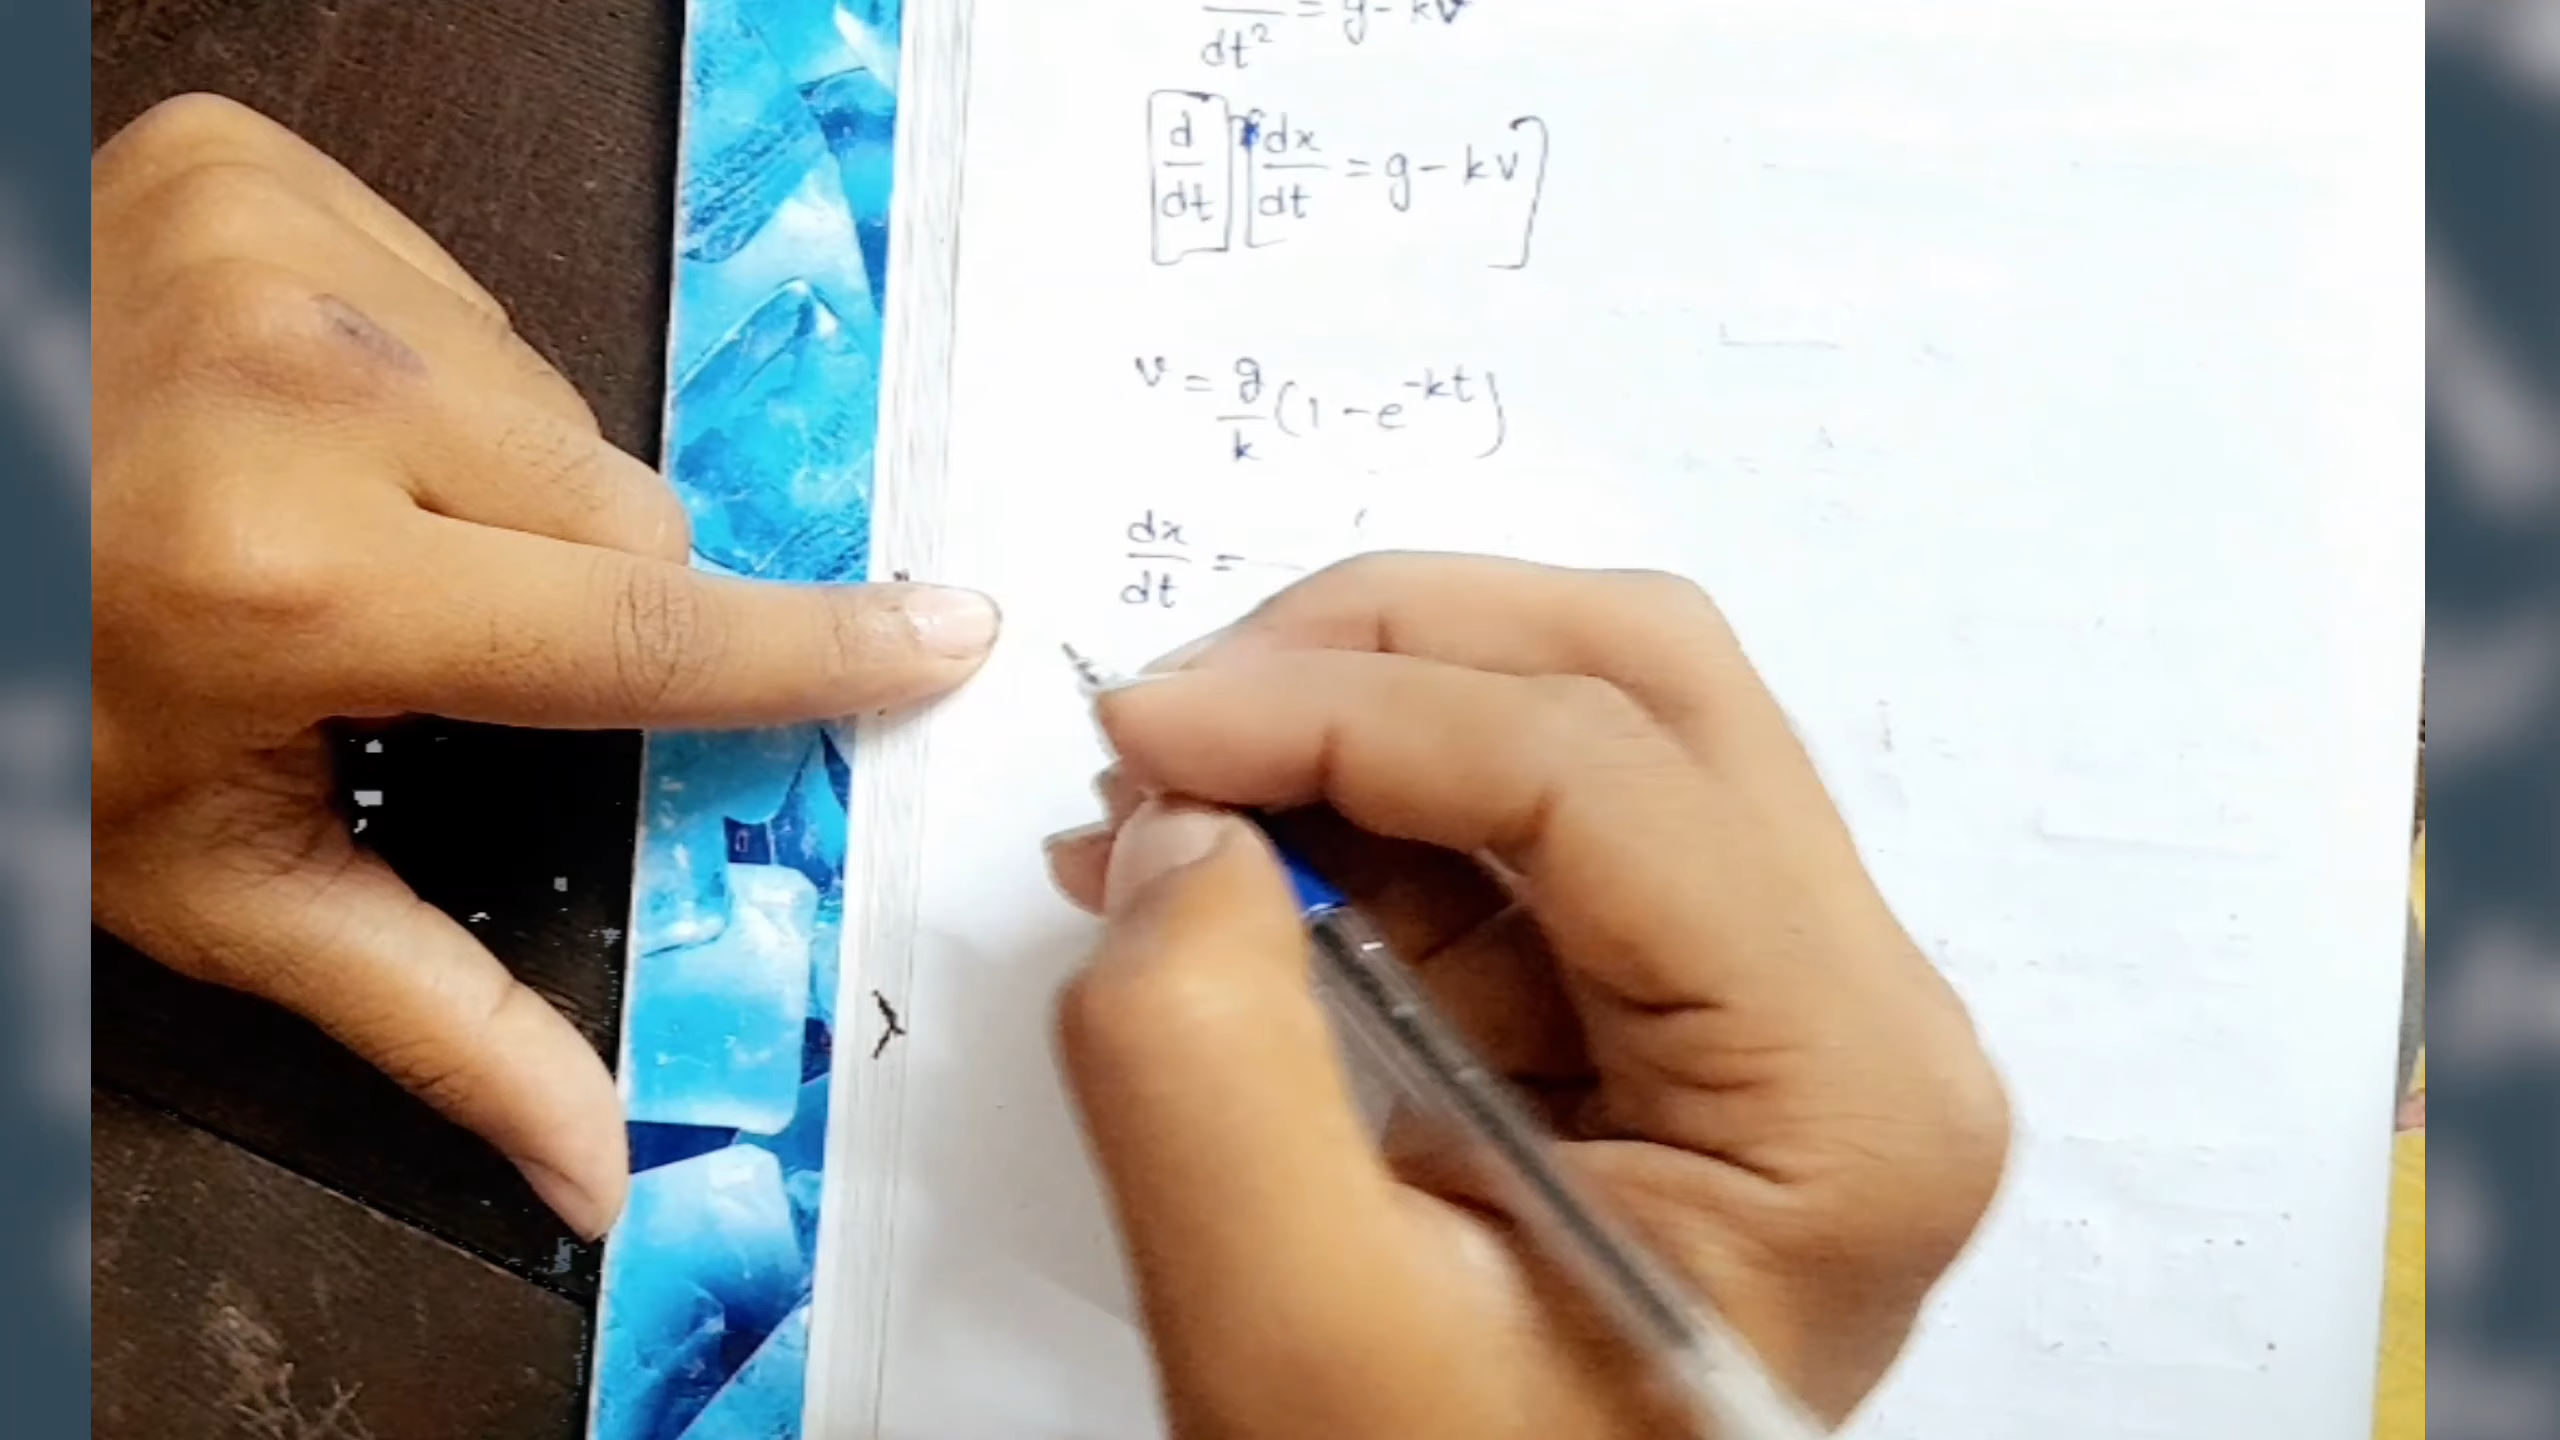 /dt² = g - kv
d/dt [dx/dt = g - kv]
v = g/k (1 - e^-kt)
dx/dt =